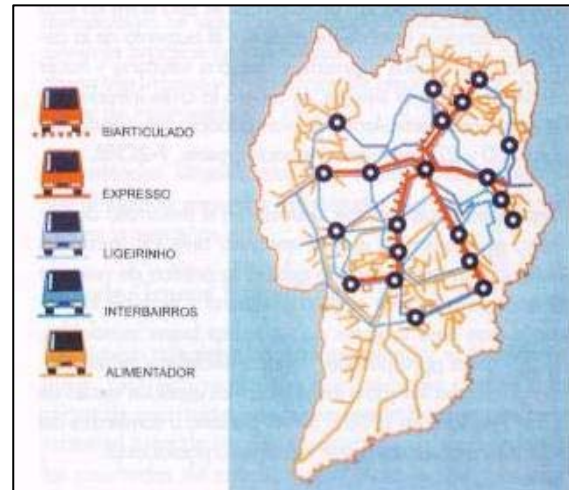 BIARTICULADO
EXPRESSO
LIGEIRINHO
INTERBAIRROS
ALIMENTADOR